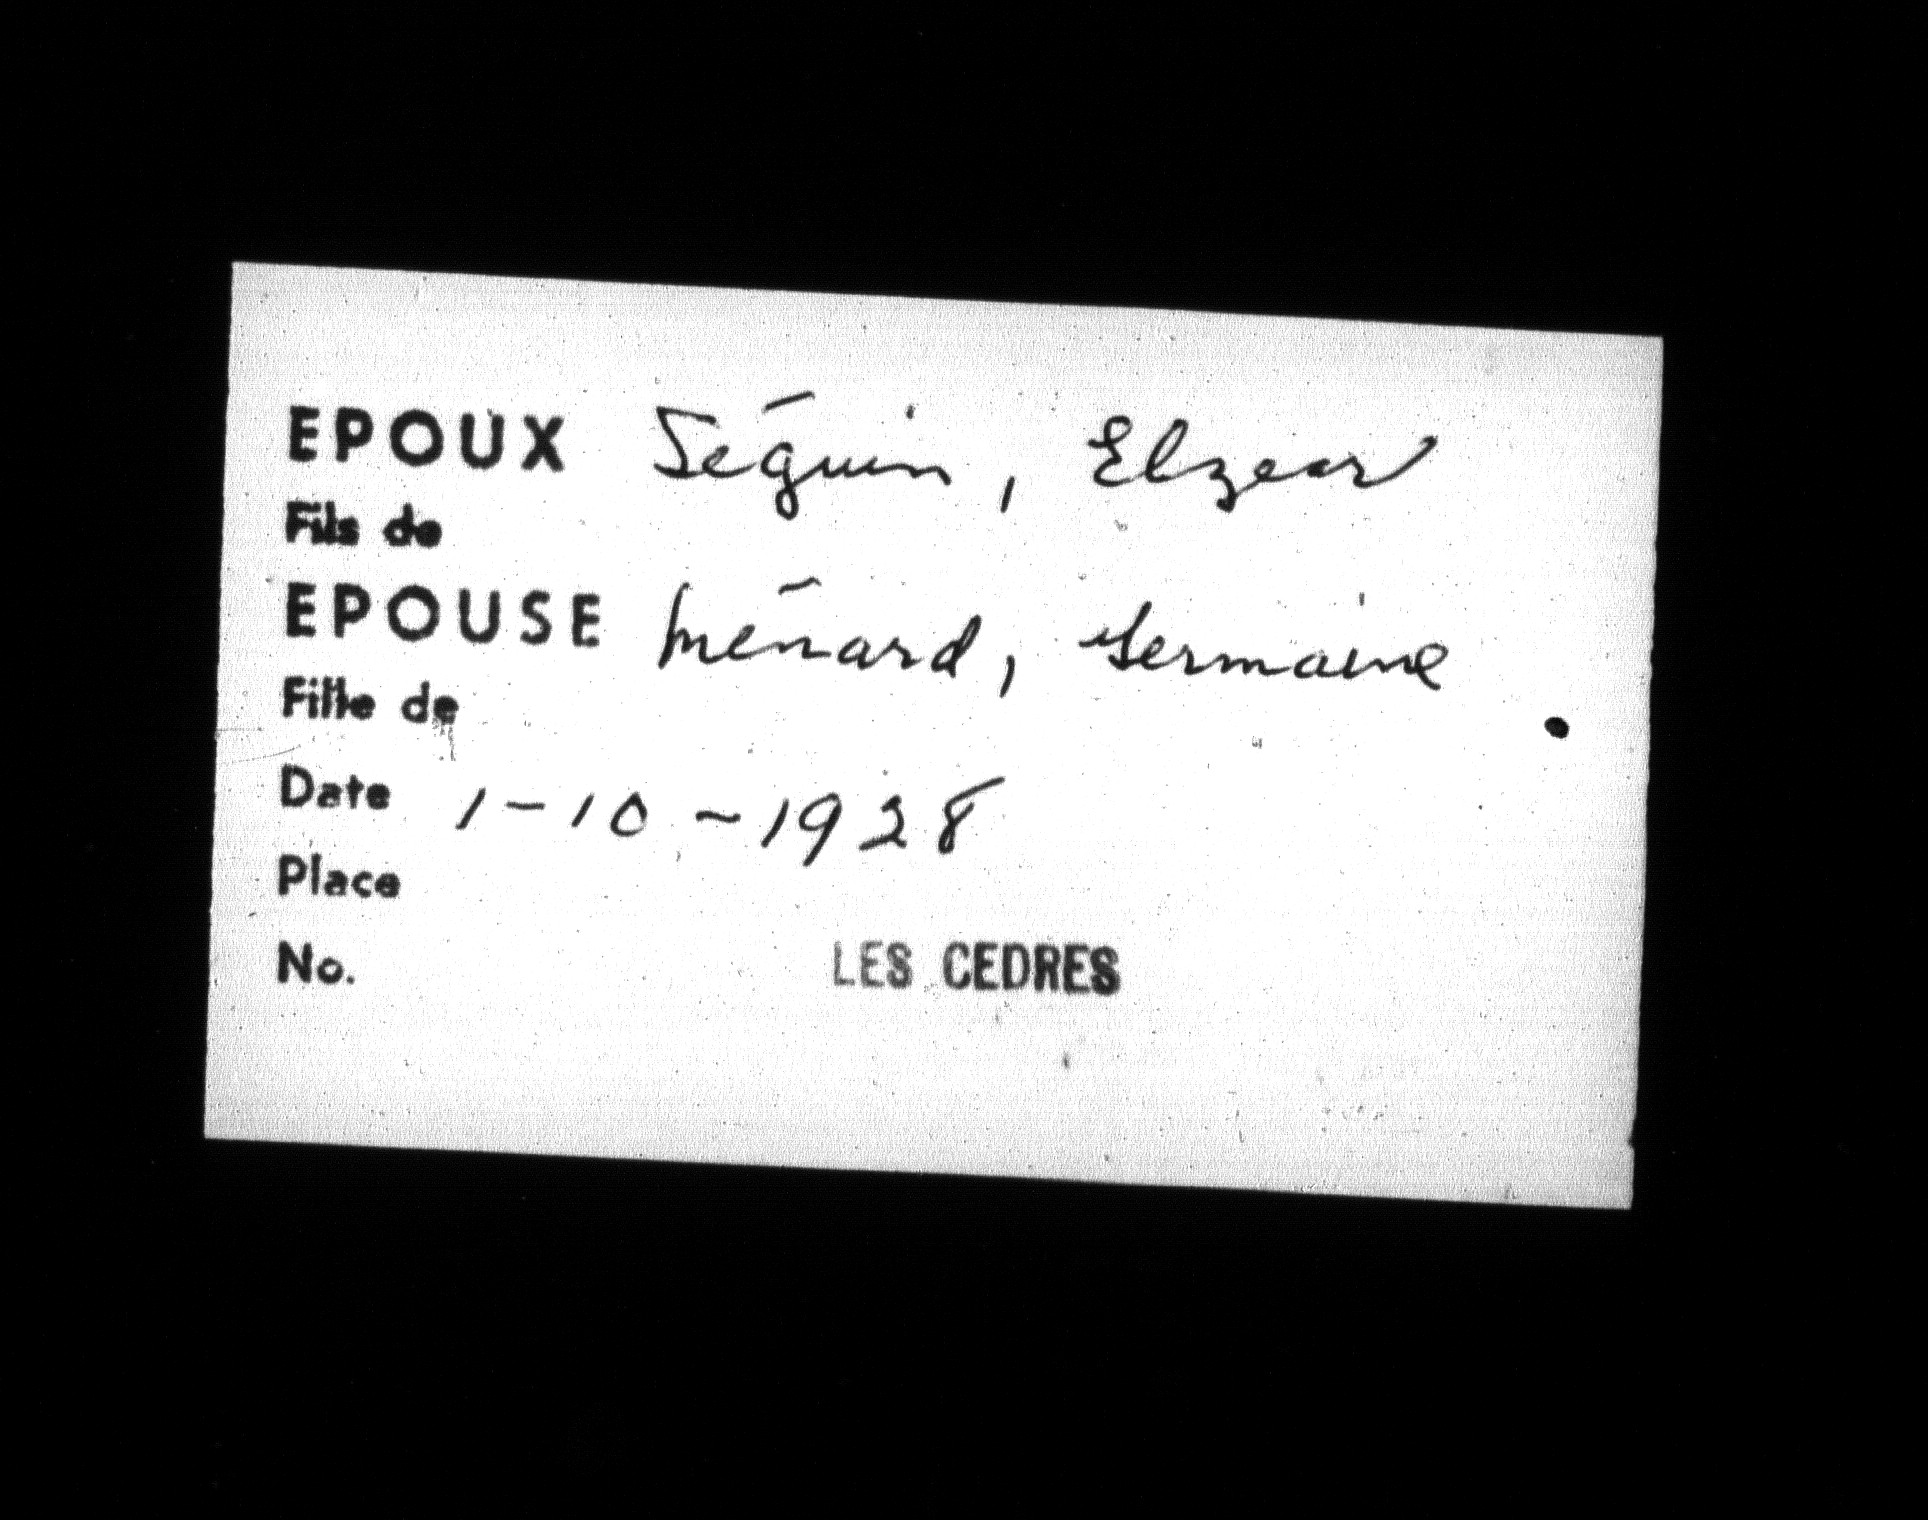 EPOUX Séguin, Elzear
Fils de
EPOUSE Ménard, Germaine
Fille de
Date 1-10-1928
Place
No. LES CEDRES